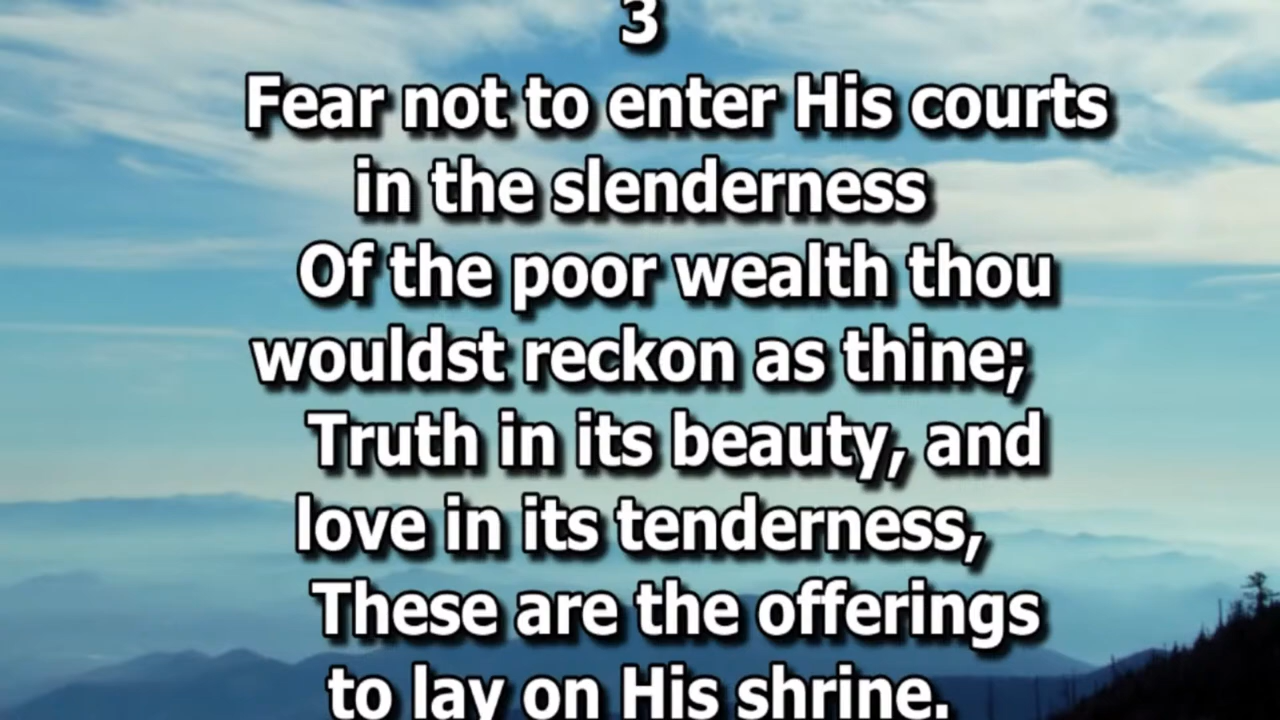 3
Fear not to enter His courts
in the slenderness
Of the poor wealth thou
wouldst reckon as thine;
Truth in its beauty, and
love in its tenderness,
These are the offerings
to lay on His shrine.